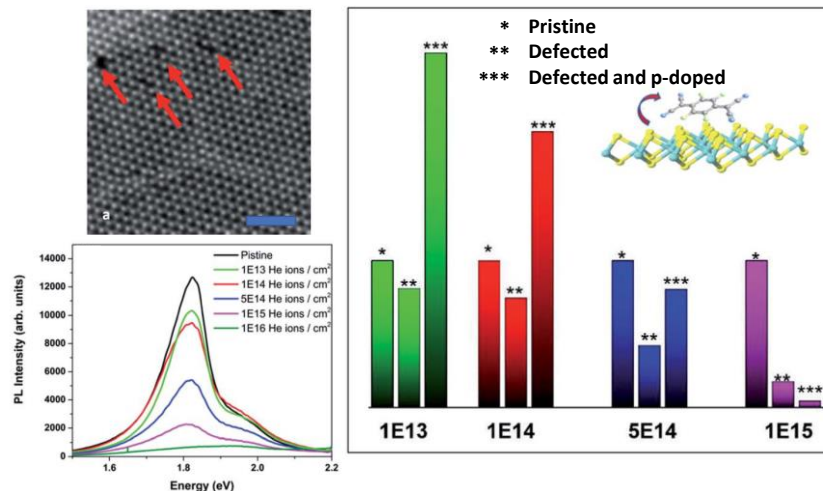 a
14000
12000
10000
8000
6000
4000
2000
0
PL Intensity (arb. units)
Pistine
1E13 He ions / cm²
1E14 He ions / cm²
5E14 He ions / cm²
1E15 He ions / cm²
1E16 He ions / cm²
1.6 1.8 2.0 2.2
Energy (eV)
* Pristine
** Defected
*** Defected and p-doped
* ** ***
* ** ***
* ** ***
* ** ***
1E13 1E14 5E14 1E15